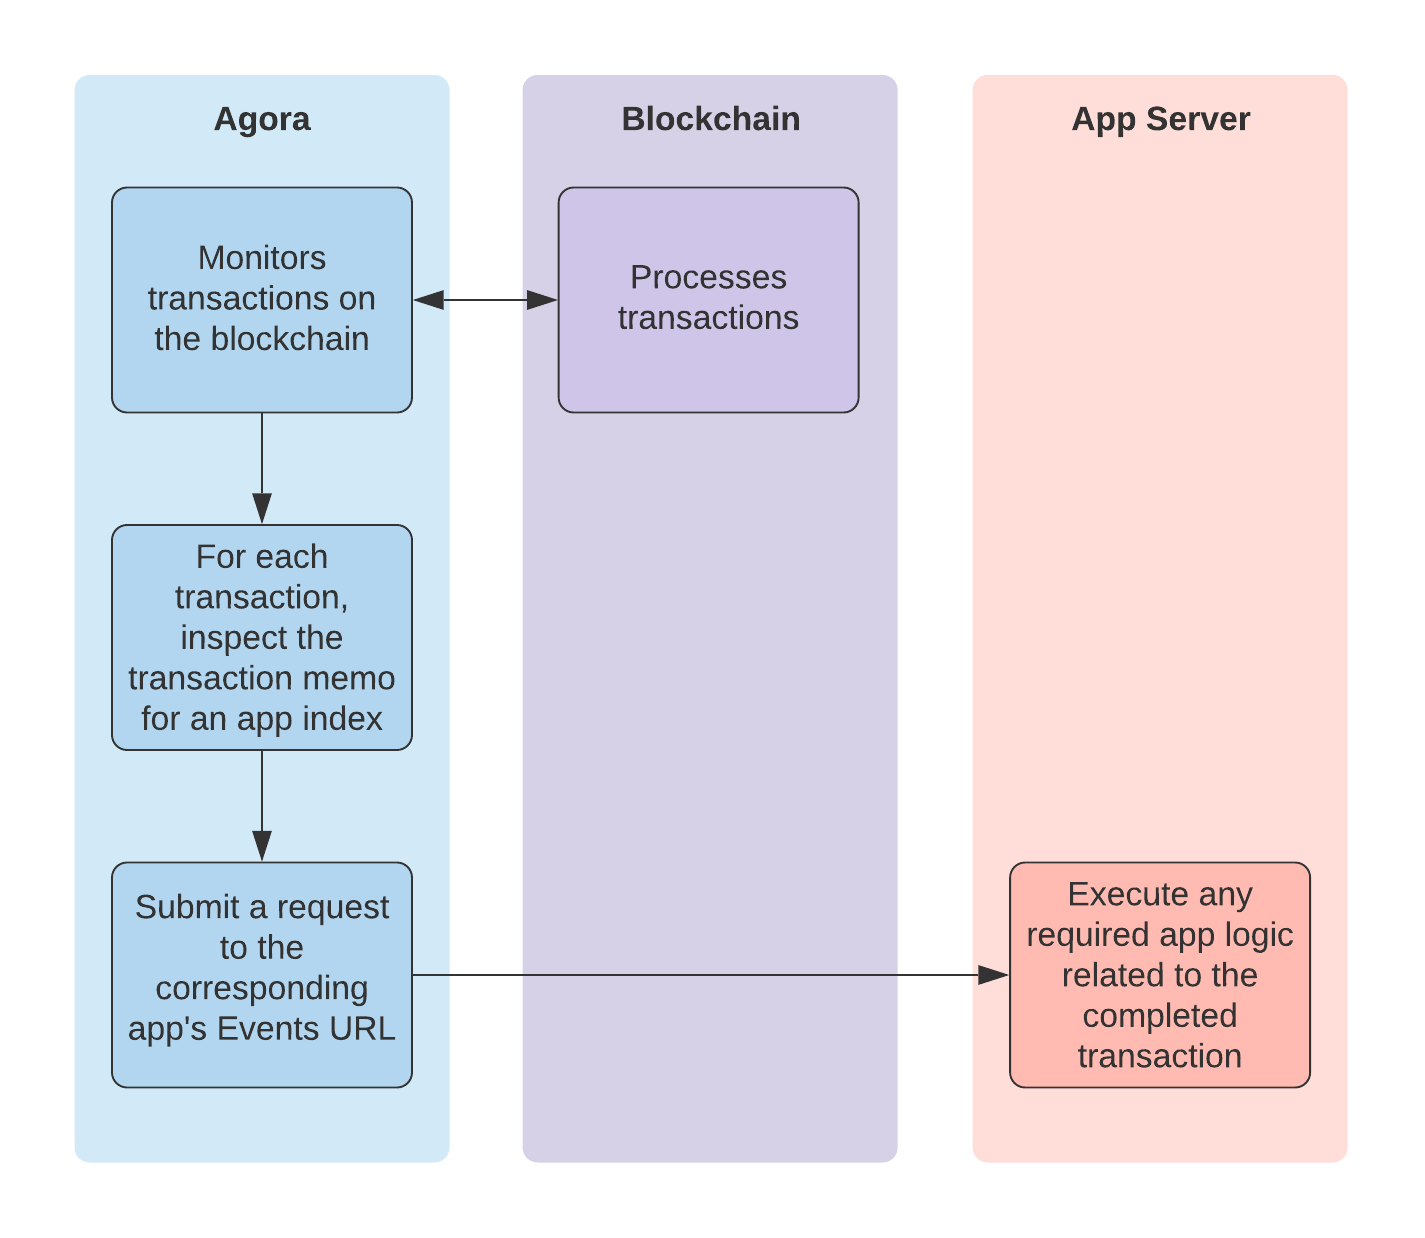 Agora
Blockchain
App Server
Monitors
transactions on
the blockchain
Processes
transactions
For each
transaction,
inspect the
transaction memo
for an app index
Submit a request
to the
corresponding
app's Events URL
Execute any
required app logic
related to the
completed
transaction